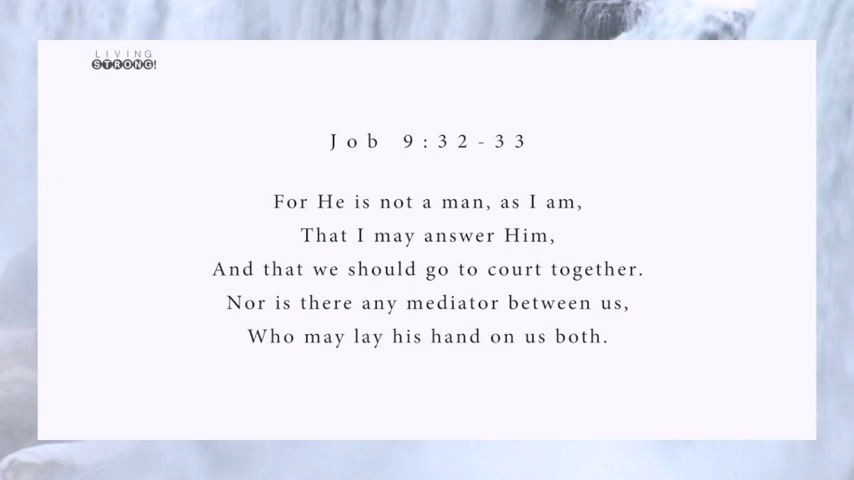 LIVING
STRONG!
Job 9:32-33
For He is not a man, as I am,
That I may answer Him,
And that we should go to court together.
Nor is there any mediator between us,
Who may lay his hand on us both.